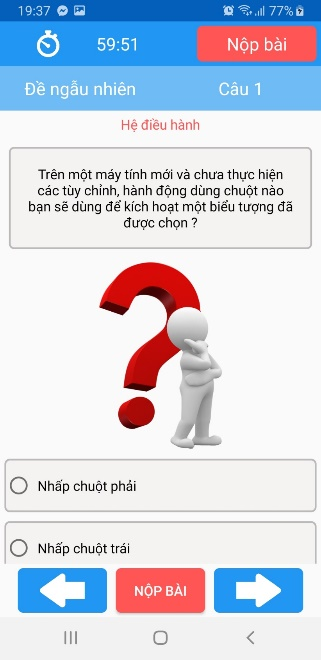 19:37 77%
59:51 Nộp bài
Đề ngẫu nhiên Câu 1
Hệ điều hành
Trên một máy tính mới và chưa thực hiện
các tùy chỉnh, hành động dùng chuột nào
bạn sẽ dùng để kích hoạt một biểu tượng đã
được chọn ?
Nhấp chuột phải
Nhấp chuột trái
NỘP BÀI